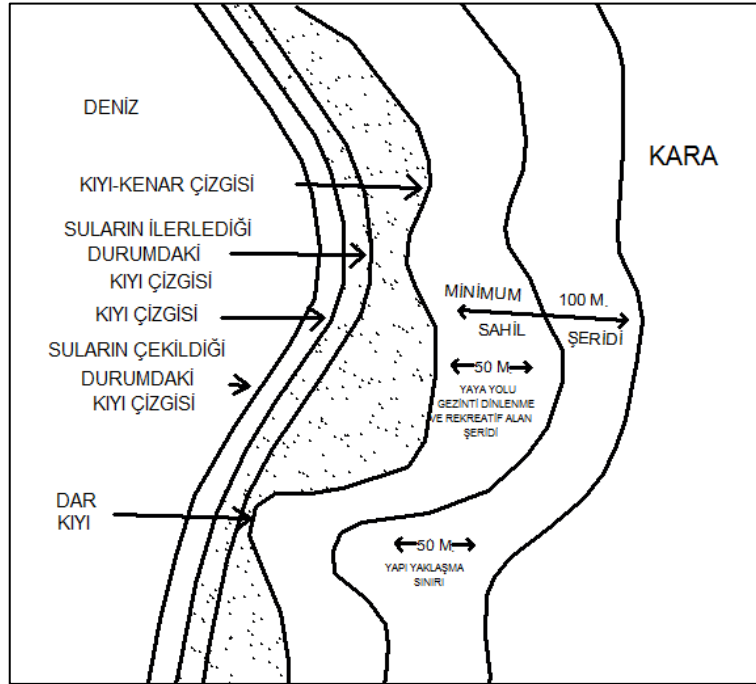 DENİZ
KARA
KIYI-KENAR ÇİZGİSİ
SULARIN İLERLEDİĞİ
DURUMDAKİ
KIYI ÇİZGİSİ
KIYI ÇİZGİSİ
SULARIN ÇEKİLDİĞİ
DURUMDAKİ
KIYI ÇİZGİSİ
DAR
KIYI
MİNİMUM 100 M.
SAHİL ŞERİDİ
50 M.
YAYA YOLU
GEZİNTİ DİNLENME
VE REKREATİF ALAN
ŞERİDİ
50 M.
YAPI YAKLAŞMA
SINIRI